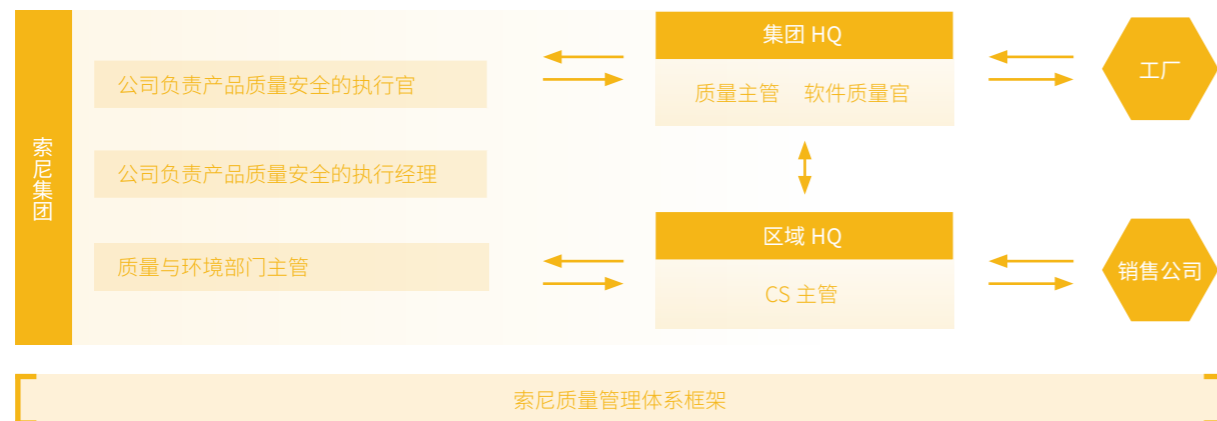 索尼集团
公司负责产品质量安全的执行官
公司负责产品质量安全的执行经理
质量与环境部门主管
集团 HQ
质量主管 软件质量官
区域 HQ
CS 主管
工厂
销售公司
索尼质量管理体系框架